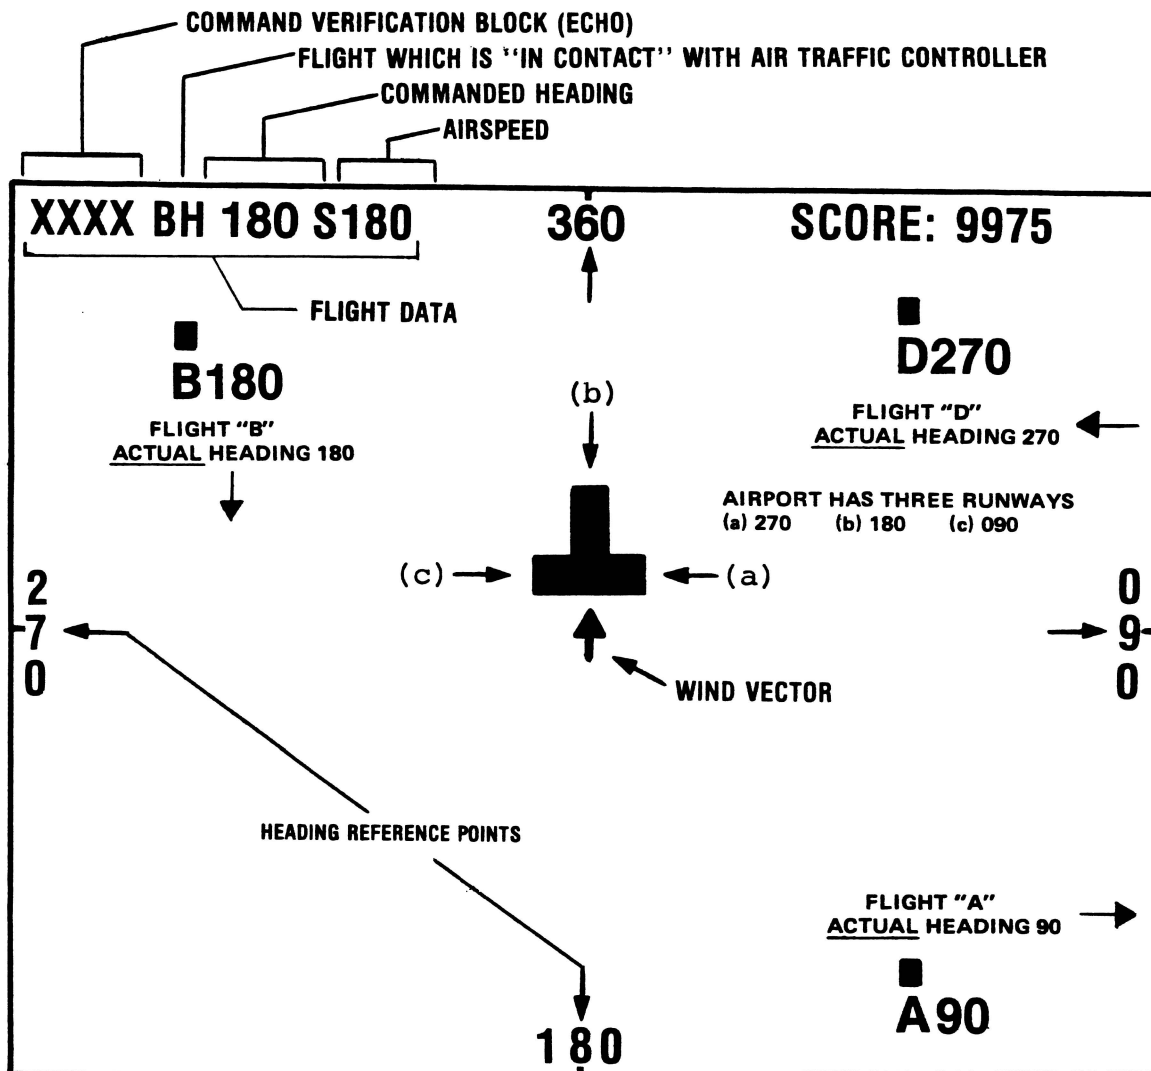 COMMAND VERIFICATION BLOCK (ECHO)
FLIGHT WHICH IS "IN CONTACT" WITH AIR TRAFFIC CONTROLLER
COMMANDED HEADING
AIRSPEED
XXXX BH 180 S180
360
SCORE: 9975
FLIGHT DATA
B180
FLIGHT "B"
ACTUAL HEADING 180
D270
FLIGHT "D"
ACTUAL HEADING 270
(b)
AIRPORT HAS THREE RUNWAYS
(a) 270 (b) 180 (c) 090
(c)
(a)
2
7
0
0
9
0
WIND VECTOR
HEADING REFERENCE POINTS
FLIGHT "A"
ACTUAL HEADING 90
A90
180